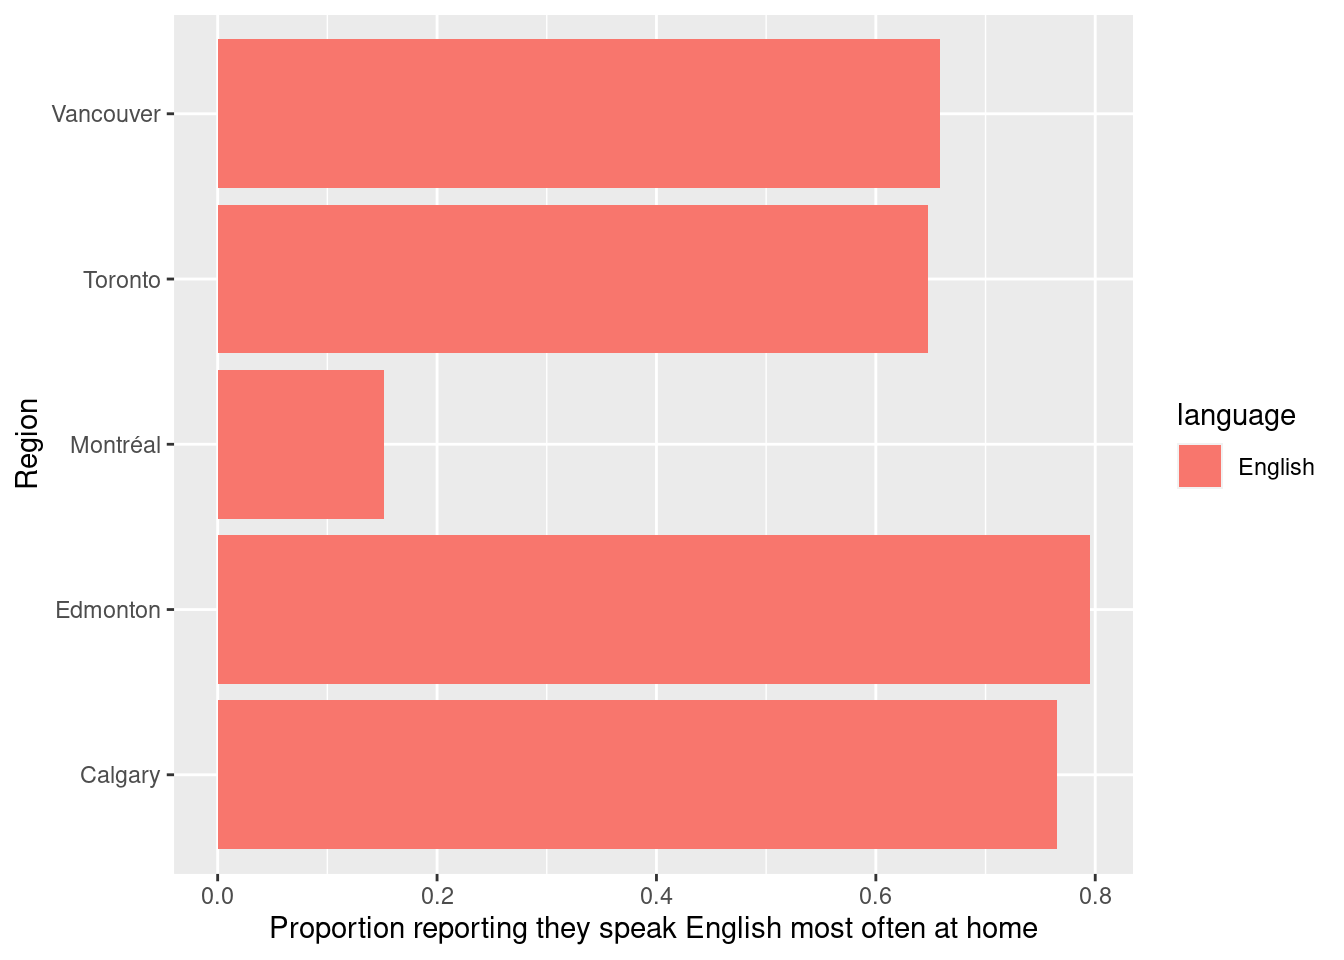 Vancouver
Toronto
Montréal
Edmonton
Calgary
Region
0.0 0.2 0.4 0.6 0.8
Proportion reporting they speak English most often at home
language
English